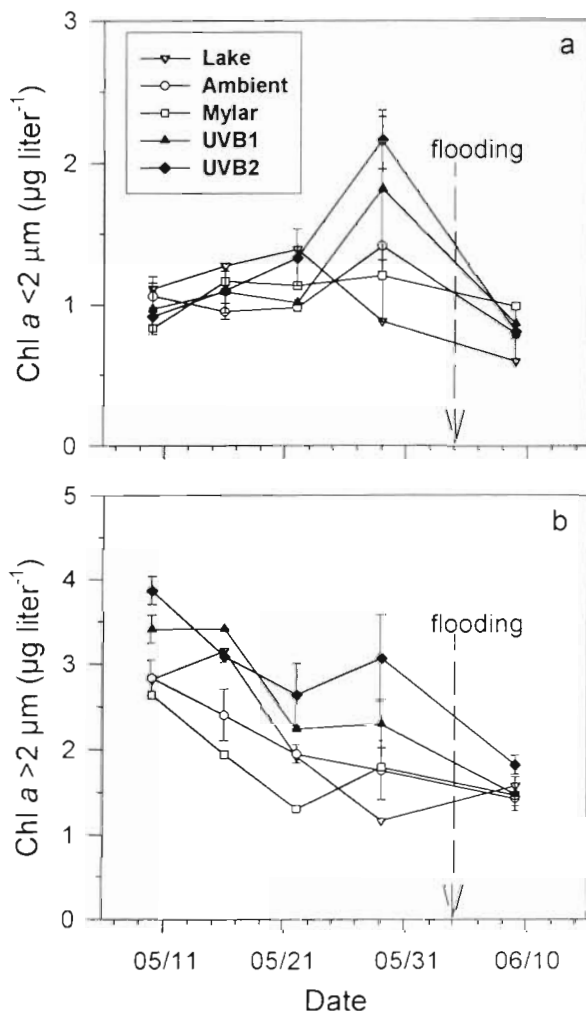 3
a
Lake
Ambient
Mylar
UVB1
UVB2
flooding
2
1
0
Chl a <2 µm (µg liter⁻¹)
5
b
4
flooding
3
2
1
0
Chl a >2 µm (µg liter⁻¹)
05/11 05/21 05/31 06/10
Date